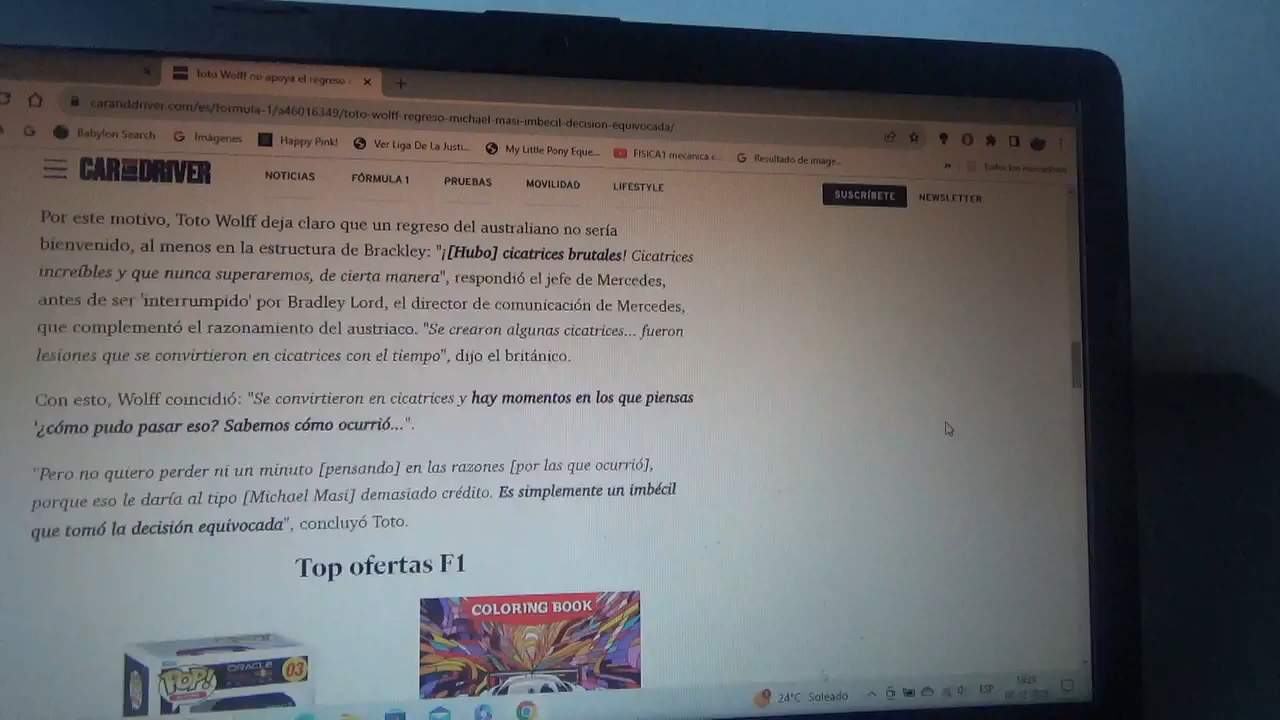 Toto Wolff no apoya el regreso
caranddriver.com/es/formula-1/a46016349/toto-wolff-regreso-michael-masi-imbecil-decision-equivocada/
Babylon Search
Imágenes
Happy Pink!
Ver Liga De La Justi...
My Little Pony Eque...
FISICA1 mecanica c...
Resultado de image...
Todos los marcadores
CAR AND DRIVER
NOTICIAS
FÓRMULA 1
PRUEBAS
MOVILIDAD
LIFESTYLE
SUSCRÍBETE
NEWSLETTER
Por este motivo, Toto Wolff deja claro que un regreso del australiano no sería
bienvenido, al menos en la estructura de Brackley: "¡[Hubo] cicatrices brutales! Cicatrices
increíbles y que nunca superaremos, de cierta manera", respondió el jefe de Mercedes,
antes de ser 'interrumpido' por Bradley Lord, el director de comunicación de Mercedes,
que complementó el razonamiento del austriaco. "Se crearon algunas cicatrices... fueron
lesiones que se convirtieron en cicatrices con el tiempo", dijo el británico.
Con esto, Wolff coincidió: "Se convirtieron en cicatrices y hay momentos en los que piensas
'¿cómo pudo pasar eso? Sabemos cómo ocurrió...".
"Pero no quiero perder ni un minuto [pensando] en las razones [por las que ocurrió],
porque eso le daría al tipo [Michael Masi] demasiado crédito. Es simplemente un imbécil
que tomó la decisión equivocada", concluyó Toto.
Top ofertas F1
COLORING BOOK
POP!
ORACLE
03
24°C Soleado
ESP